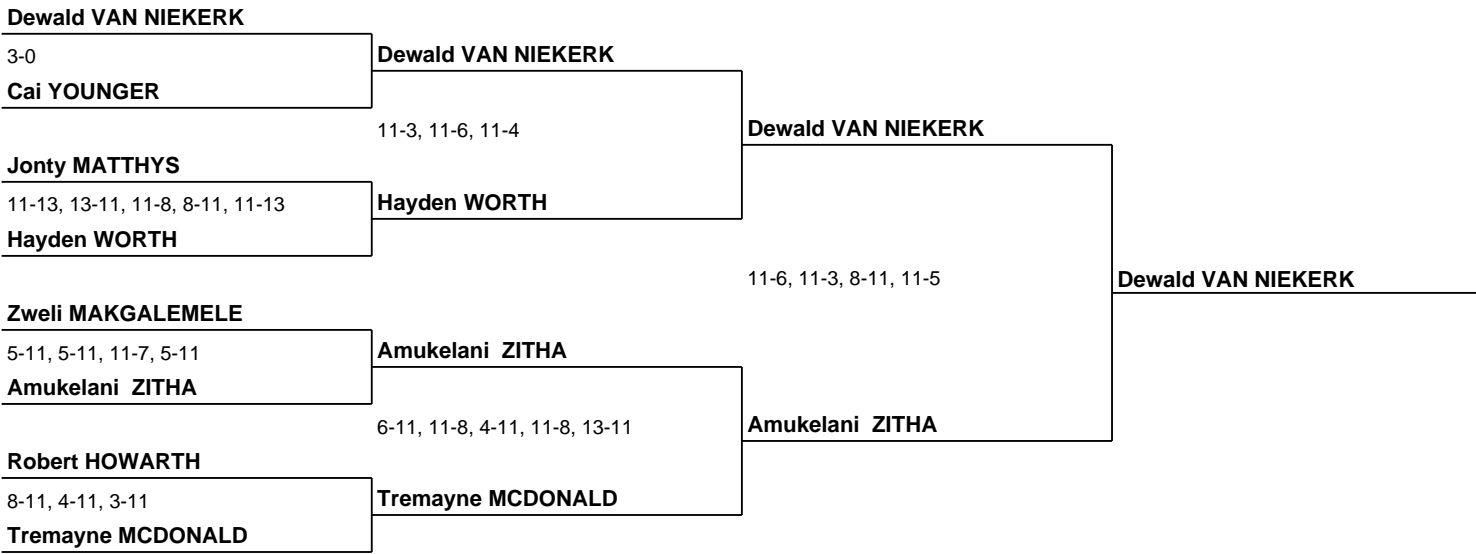 Dewald VAN NIEKERK
3-0
Cai YOUNGER
Jonty MATTHYS
11-13, 13-11, 11-8, 8-11, 11-13
Hayden WORTH
Zweli MAKGALEMELE
5-11, 5-11, 11-7, 5-11
Amukelani  ZITHA
Robert HOWARTH
8-11, 4-11, 3-11
Tremayne MCDONALD
Dewald VAN NIEKERK
11-3, 11-6, 11-4
Hayden WORTH
Amukelani  ZITHA
6-11, 11-8, 4-11, 11-8, 13-11
Tremayne MCDONALD
Dewald VAN NIEKERK
11-6, 11-3, 8-11, 11-5
Amukelani  ZITHA
Dewald VAN NIEKERK